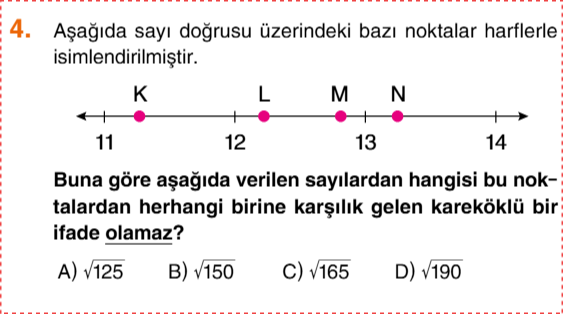 4. Aşağıda sayı doğrusu üzerindeki bazı noktalar harflerle
isimlendirilmiştir.
K L M N
11 12 13 14
Buna göre aşağıda verilen sayılardan hangisi bu nok-
talardan herhangi birine karşılık gelen kareköklü bir
ifade olamaz?
A) √125 B) √150 C) √165 D) √190